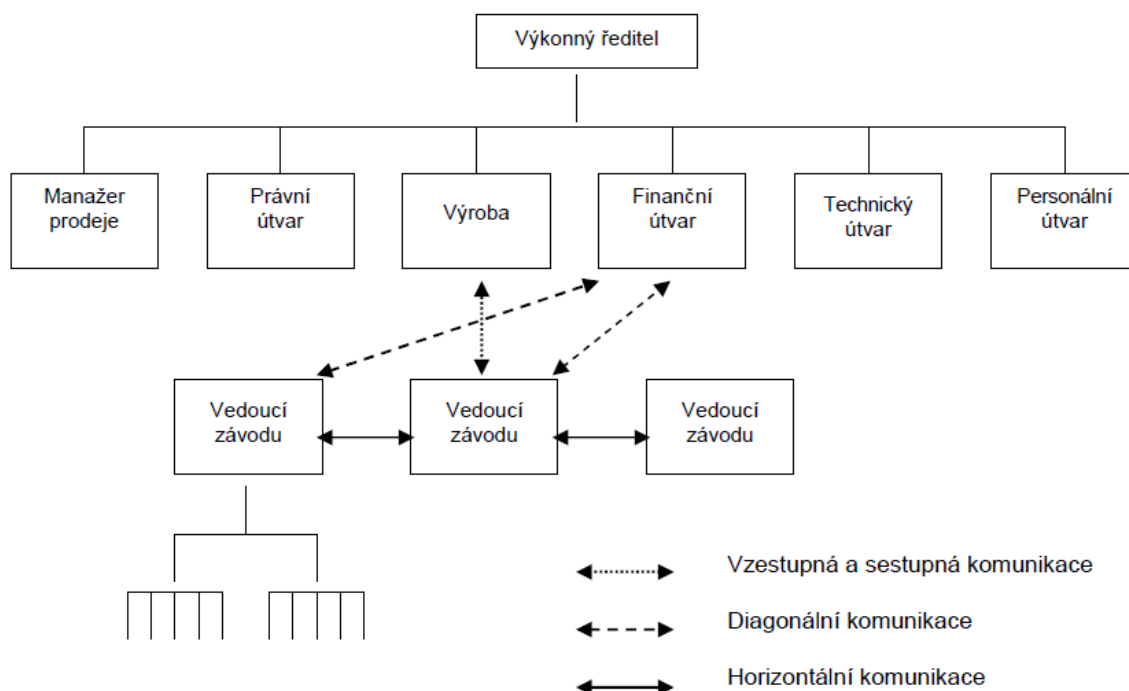 Výkonný ředitel
Manažer
prodeje
Právní
útvar
Výroba
Finanční
útvar
Technický
útvar
Personální
útvar
Vedoucí
závodu
Vedoucí
závodu
Vedoucí
závodu
Vzestupná a sestupná komunikace
Diagonální komunikace
Horizontální komunikace